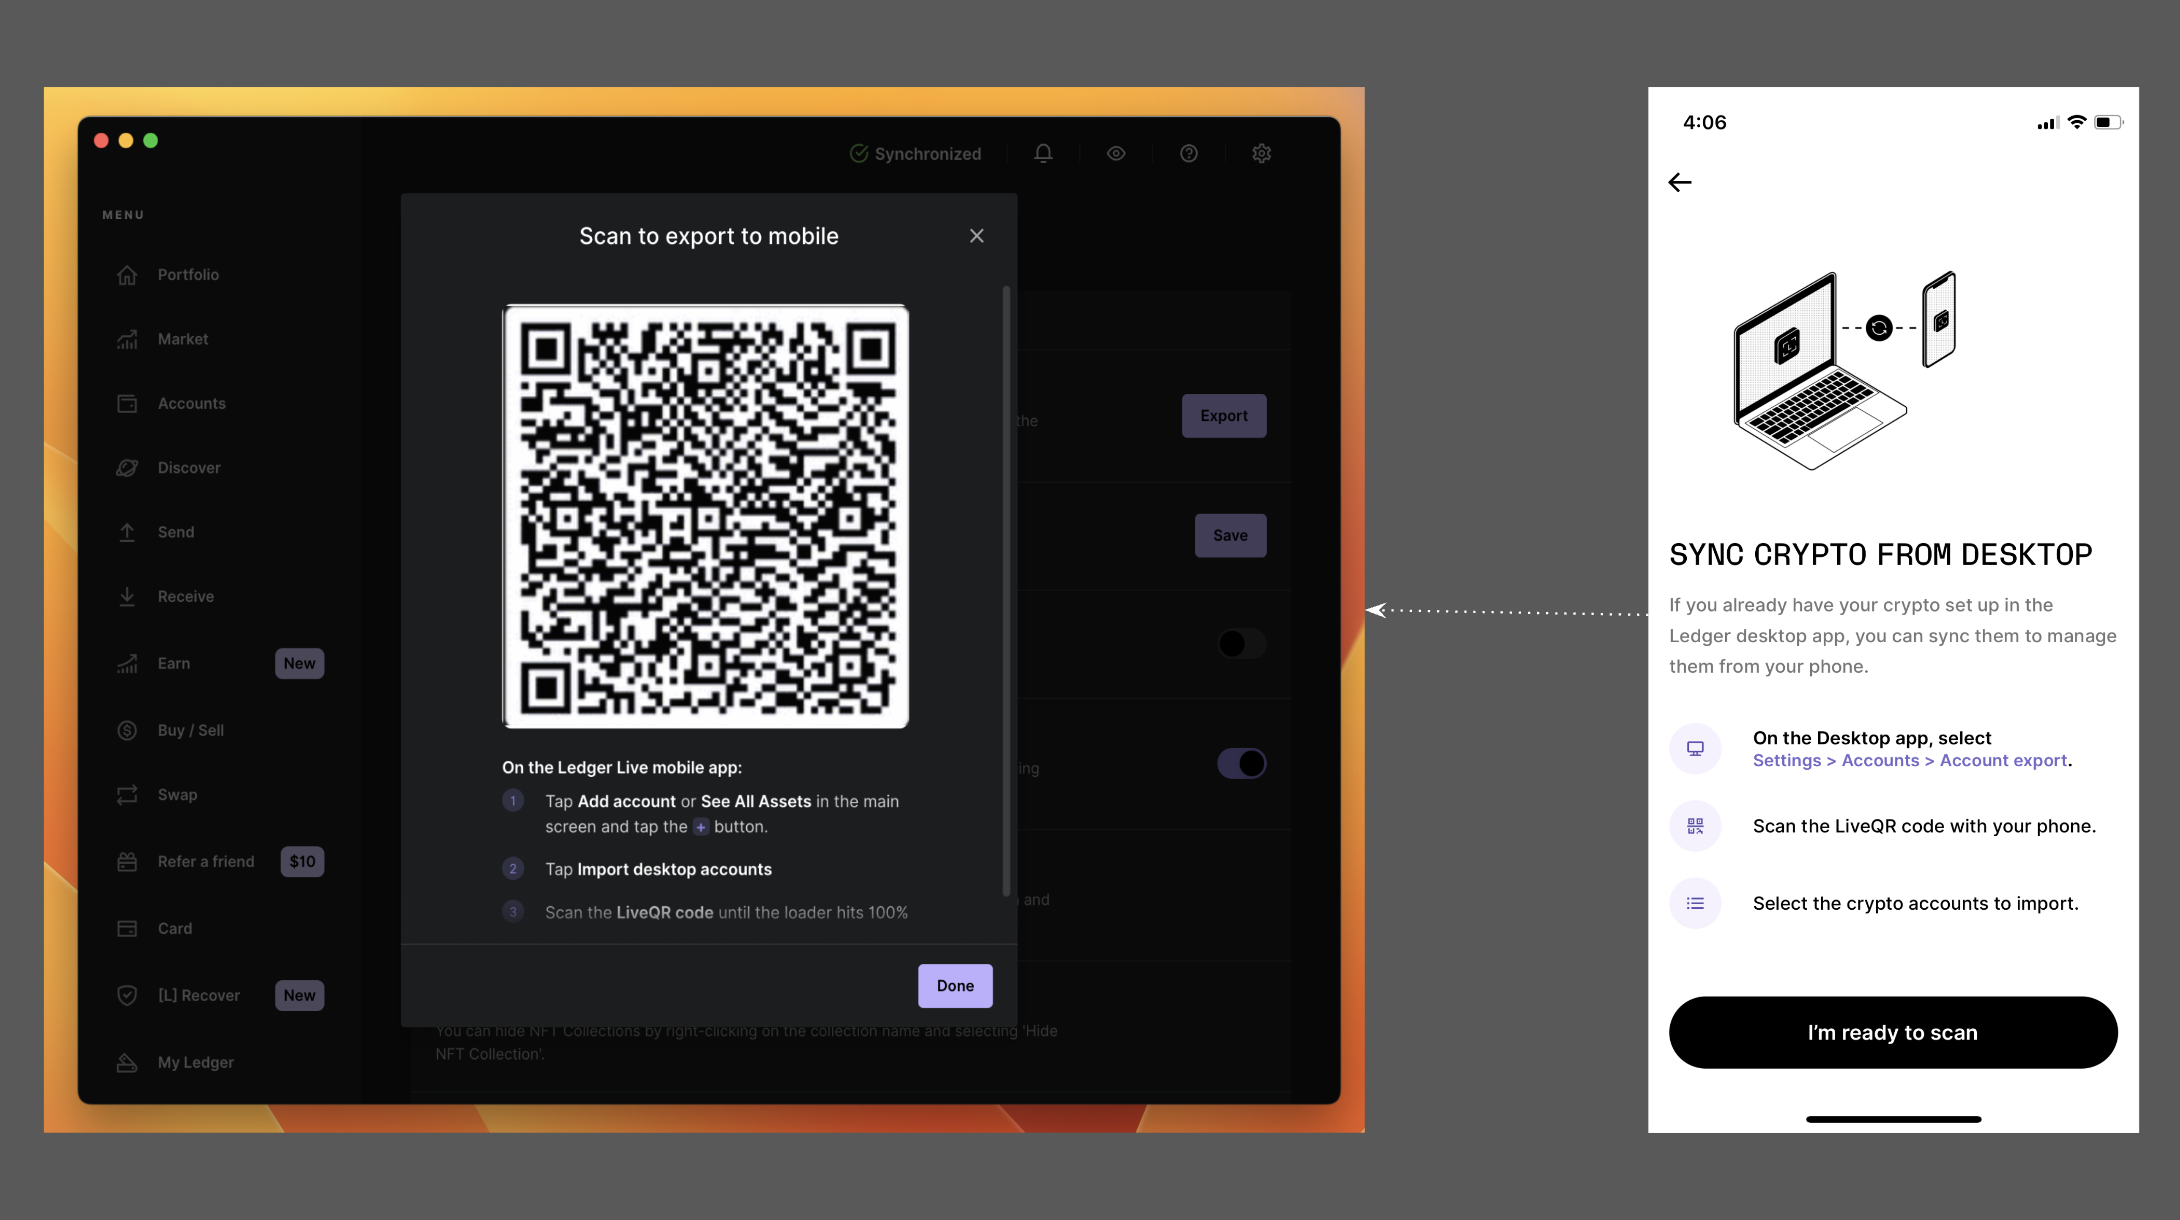 Synchronized
MENU
Portfolio
Market
Accounts
Discover
Send
Receive
Earn New
Buy / Sell
Swap
Refer a friend $10
Card
[L] Recover New
My Ledger
Scan to export to mobile
On the Ledger Live mobile app:
1 Tap Add account or See All Assets in the main
screen and tap the + button.
2 Tap Import desktop accounts
3 Scan the LiveQR code until the loader hits 100%
Done
the
Export
Save
ing
and
You can hide NFT Collections by right-clicking on the collection name and selecting 'Hide
NFT Collection'.
4:06
SYNC CRYPTO FROM DESKTOP
If you already have your crypto set up in the
Ledger desktop app, you can sync them to manage
them from your phone.
On the Desktop app, select
Settings > Accounts > Account export.
Scan the LiveQR code with your phone.
Select the crypto accounts to import.
I'm ready to scan